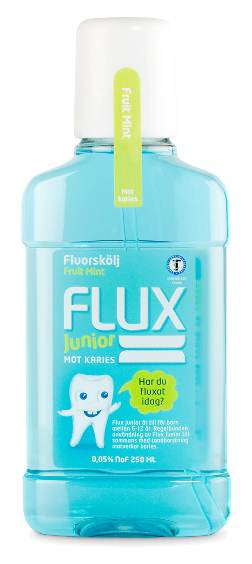 Fruit Mint
Mot
karies
Fluorskölj
Fruit Mint
FLUX
Junior
MOT KARIES
Har du
fluxat
idag?
Flux Junior är till för barn
mellan 6-12 år. Regelbunden
användning av Flux Junior till-
sammans med tandborstning
motverkar karies.
0,05% NaF 250 ML